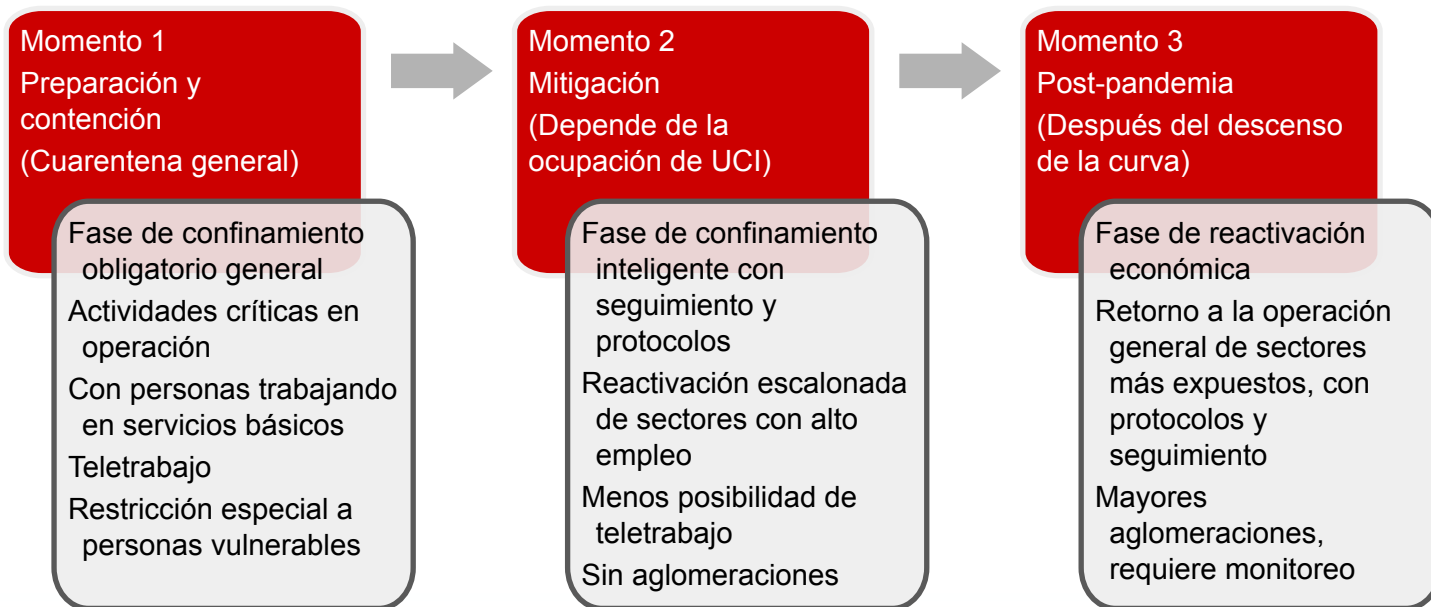 Momento 1
Preparación y
contención
(Cuarentena general)
Fase de confinamiento
obligatorio general
Actividades críticas en
operación
Con personas trabajando
en servicios básicos
Teletrabajo
Restricción especial a
personas vulnerables
Momento 2
Mitigación
(Depende de la
ocupación de UCI)
Fase de confinamiento
inteligente con
seguimiento y
protocolos
Reactivación escalonada
de sectores con alto
empleo
Menos posibilidad de
teletrabajo
Sin aglomeraciones
Momento 3
Post-pandemia
(Después del descenso
de la curva)
Fase de reactivación
económica
Retorno a la operación
general de sectores
más expuestos, con
protocolos y
seguimiento
Mayores
aglomeraciones,
requiere monitoreo